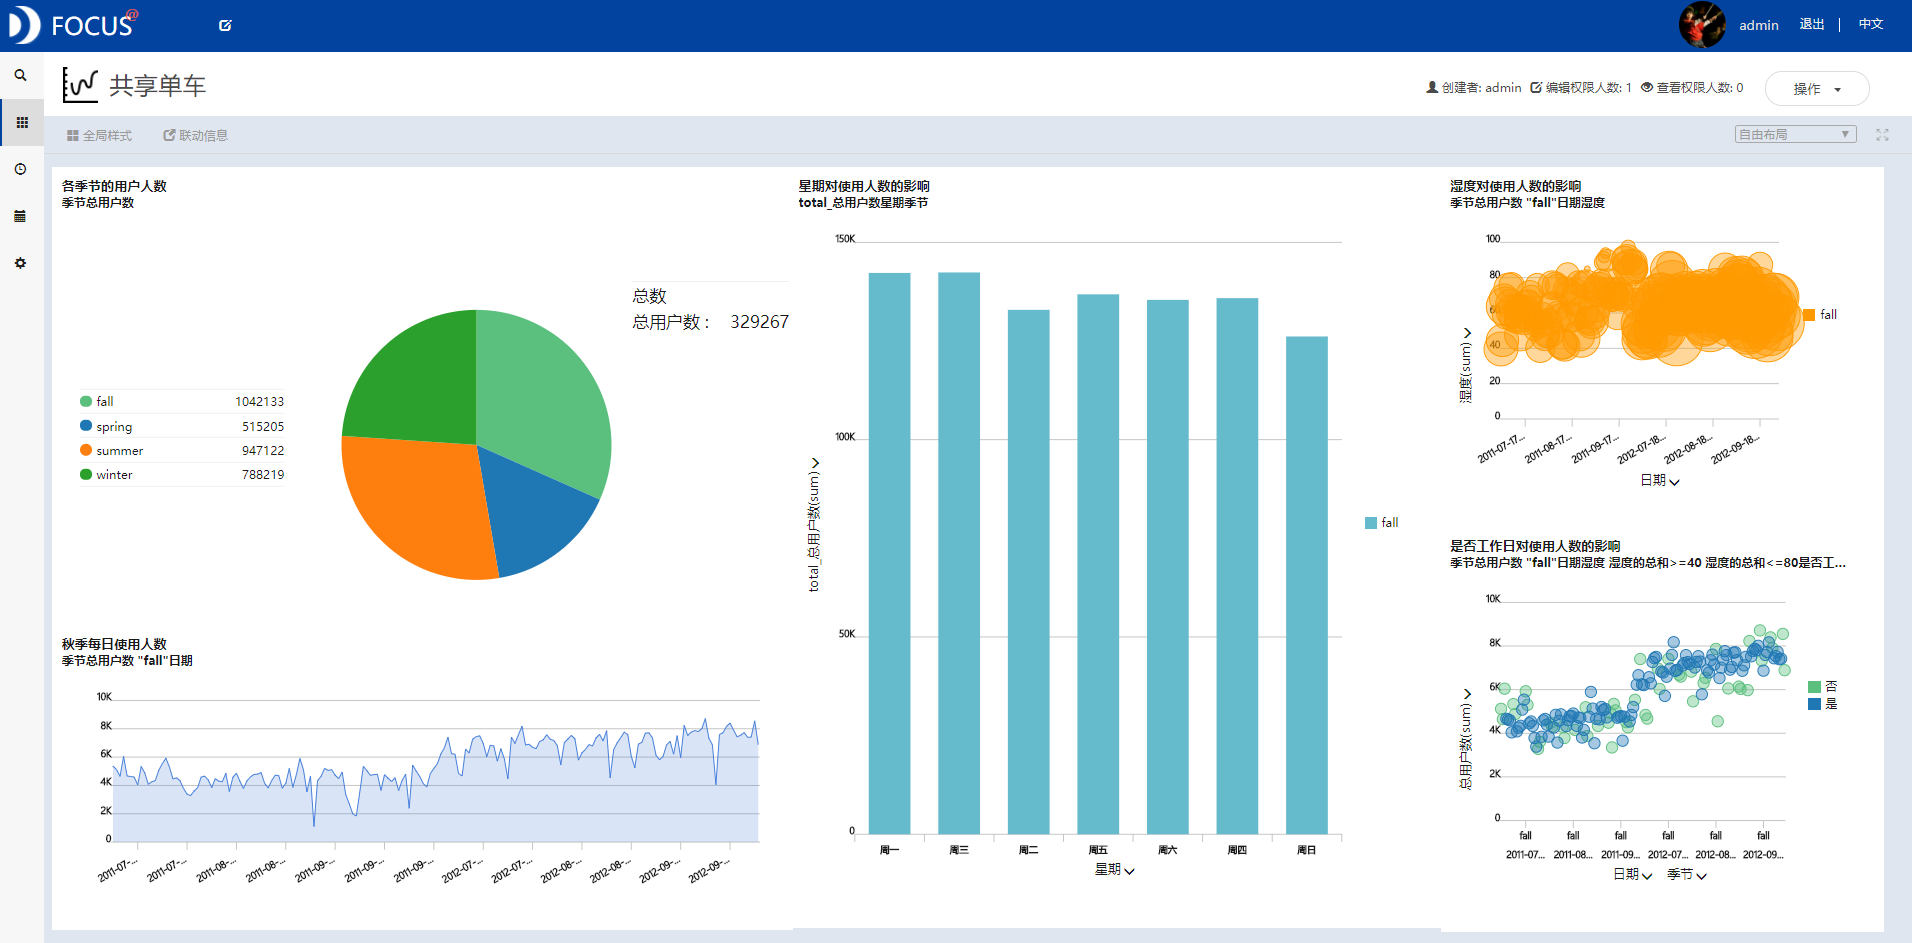 FOCUS@
admin 退出 | 中文
共享单车
创建者: admin 编辑权限人数: 1 查看权限人数: 0 操作
全局样式 联动信息 自由布局
各季节的用户人数
季节总用户数
总数
总用户数 : 329267
fall 1042133
spring 515205
summer 947122
winter 788219
秋季每日使用人数
季节总用户数 "fall"日期
10K
8K
6K
4K
2K
0
2011-07-... 2011-07-... 2011-08-... 2011-08-... 2011-09-... 2011-09-... 2011-09-... 2012-07-... 2012-07-... 2012-08-... 2012-08-... 2012-09-... 2012-09-...
星期对使用人数的影响
total_总用户数星期季节
150K
100K
50K
0
total_总用户数(sum)
周一 周三 周二 周五 周六 周四 周日
星期
fall
湿度对使用人数的影响
季节总用户数 "fall"日期湿度
100
80
60
40
20
0
湿度(sum)
fall
2011-07-17... 2011-08-17... 2011-09-17... 2012-07-18... 2012-08-18... 2012-09-18...
日期
是否工作日对使用人数的影响
季节总用户数 "fall"日期湿度 湿度的总和>=40 湿度的总和<=80是否工...
10K
8K
6K
4K
2K
0
总用户数(sum)
否
是
fall fall fall fall fall fall
2011-07... 2011-08... 2011-09... 2012-07... 2012-08... 2012-09...
日期 季节